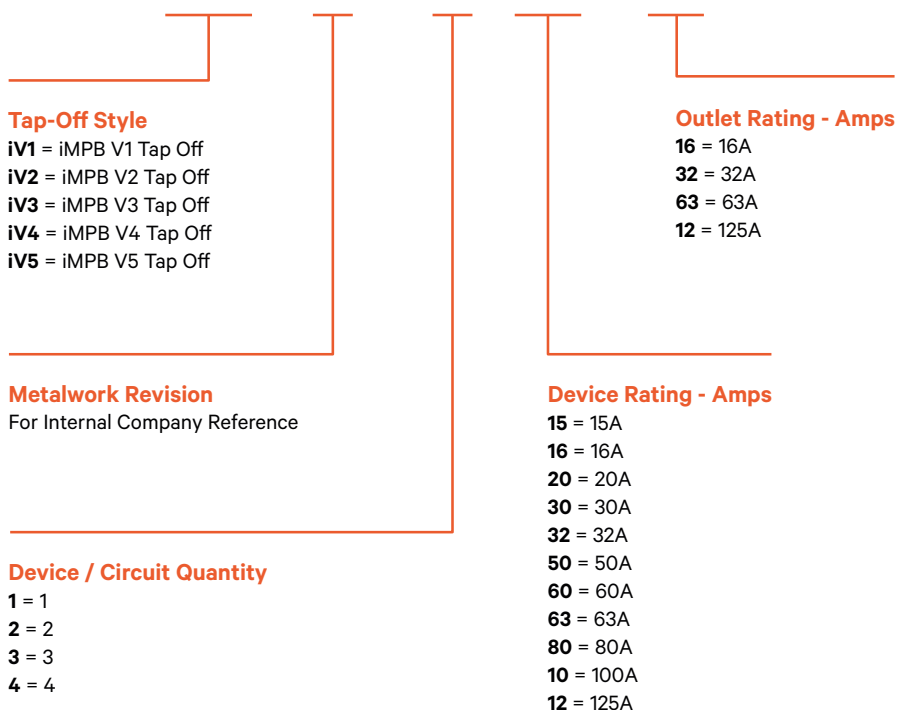 Tap-Off Style
iV1 = iMPB V1 Tap Off
iV2 = iMPB V2 Tap Off
iV3 = iMPB V3 Tap Off
iV4 = iMPB V4 Tap Off
iV5 = iMPB V5 Tap Off
Outlet Rating - Amps
16 = 16A
32 = 32A
63 = 63A
12 = 125A
Metalwork Revision
For Internal Company Reference
Device / Circuit Quantity
1 = 1
2 = 2
3 = 3
4 = 4
Device Rating - Amps
15 = 15A
16 = 16A
20 = 20A
30 = 30A
32 = 32A
50 = 50A
60 = 60A
63 = 63A
80 = 80A
10 = 100A
12 = 125A